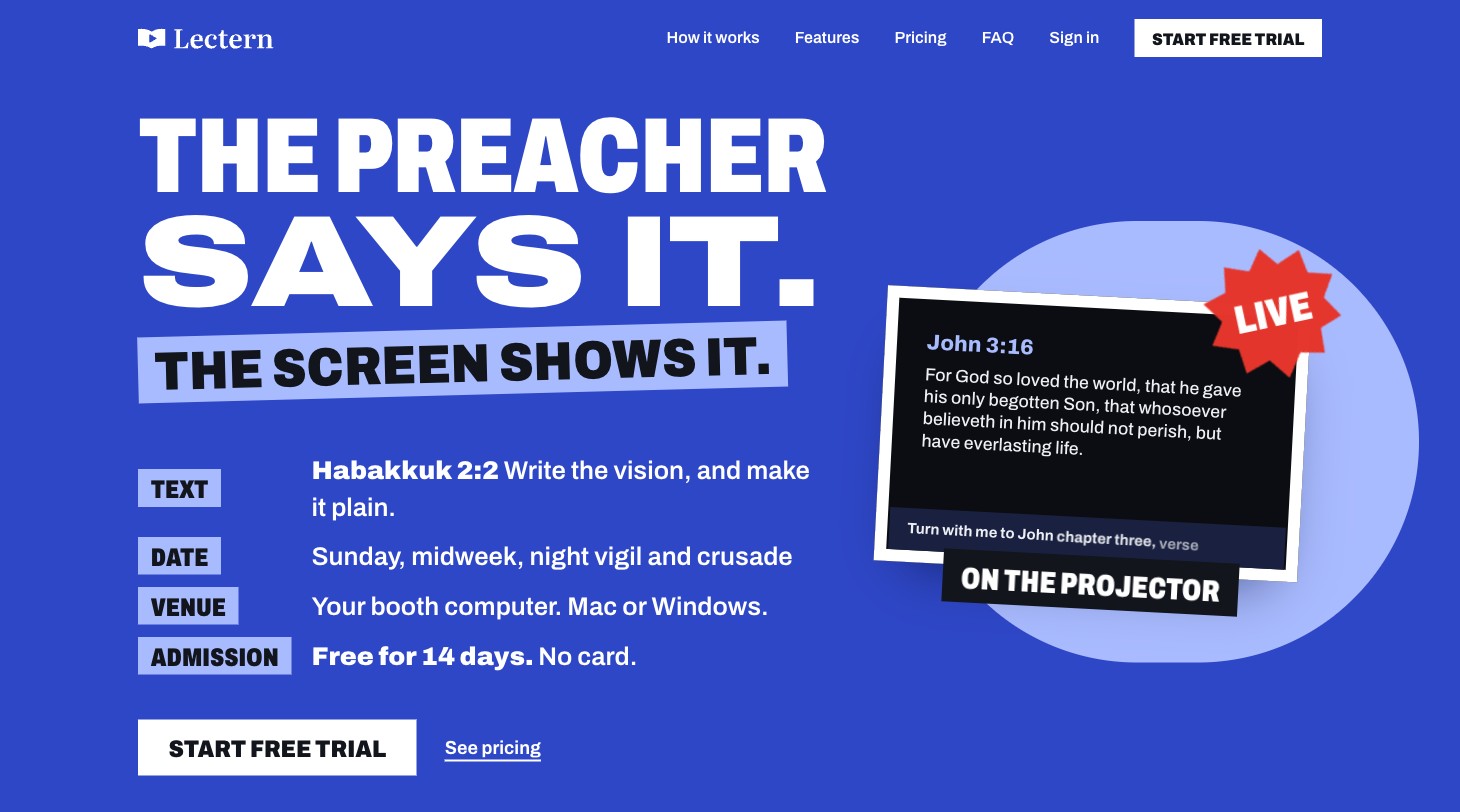 Lectern
How it works
Features
Pricing
FAQ
Sign in
START FREE TRIAL
THE PREACHER
SAYS IT.
THE SCREEN SHOWS IT.
TEXT
Habakkuk 2:2 Write the vision, and make
it plain.
DATE
Sunday, midweek, night vigil and crusade
VENUE
Your booth computer. Mac or Windows.
ADMISSION
Free for 14 days. No card.
START FREE TRIAL
See pricing
LIVE
John 3:16
For God so loved the world, that he gave
his only begotten Son, that whosoever
believeth in him should not perish, but
have everlasting life.
Turn with me to John chapter three, verse
ON THE PROJECTOR